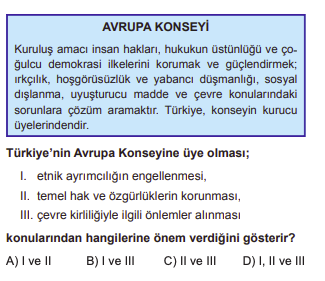 AVRUPA KONSEYİ
Kuruluş amacı insan hakları, hukukun üstünlüğü ve ço-
ğulcu demokrasi ilkelerini korumak ve güçlendirmek;
ırkçılık, hoşgörüsüzlük ve yabancı düşmanlığı, sosyal
dışlanma, uyuşturucu madde ve çevre konularındaki
sorunlara çözüm aramaktır. Türkiye, konseyin kurucu
üyelerindendir.
Türkiye'nin Avrupa Konseyine üye olması;
I. etnik ayrımcılığın engellenmesi,
II. temel hak ve özgürlüklerin korunması,
III. çevre kirliliğiyle ilgili önlemler alınması
konularından hangilerine önem verdiğini gösterir?
A) I ve II B) I ve III C) II ve III D) I, II ve III